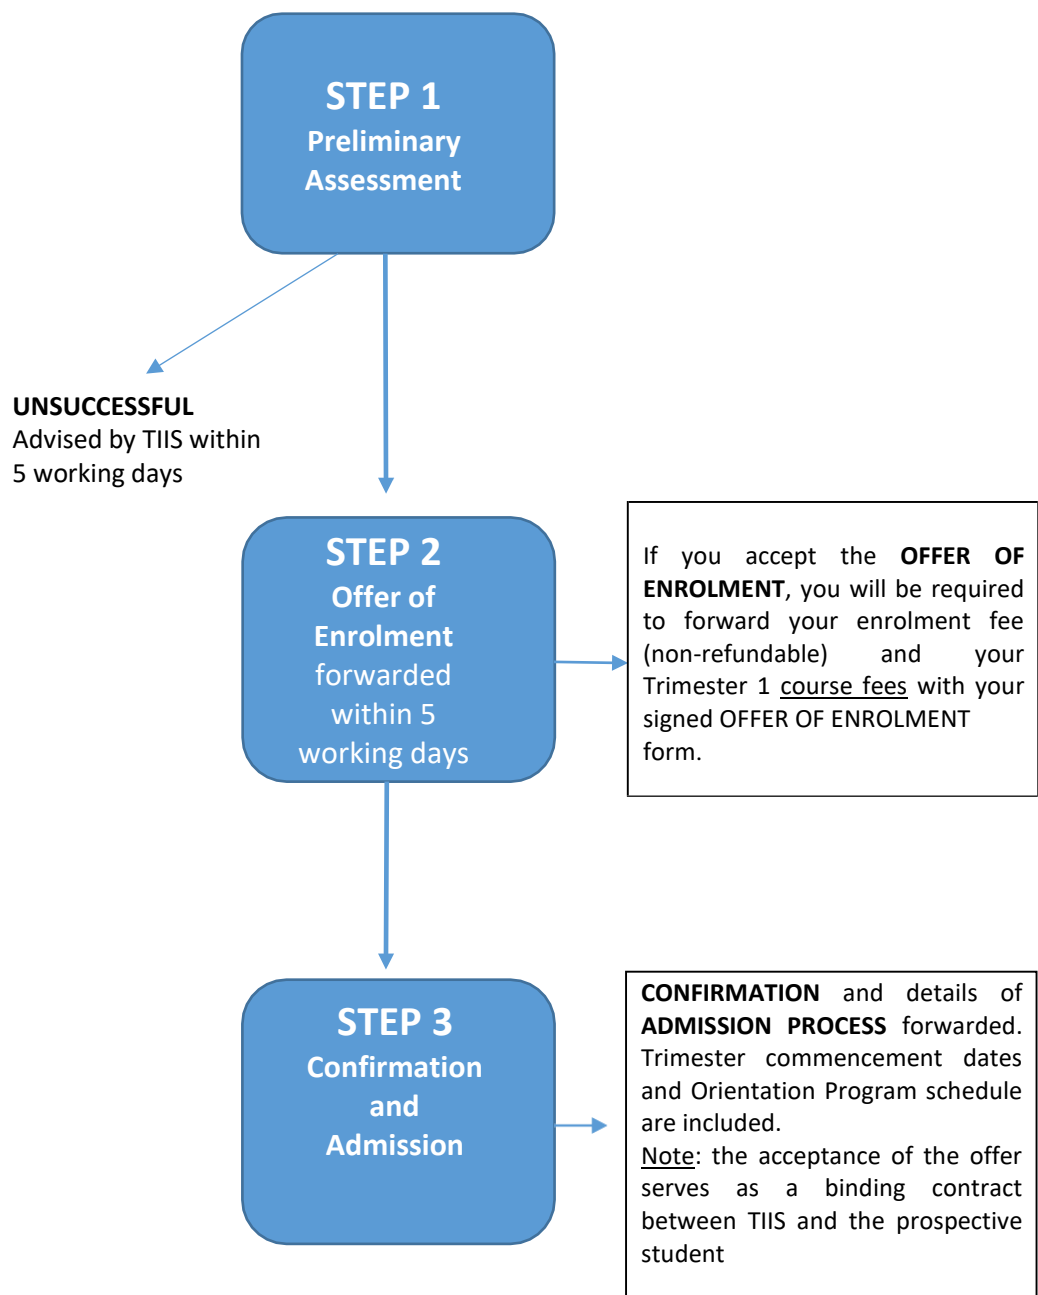 STEP 1
Preliminary
Assessment
UNSUCCESSFUL
Advised by TIIS within
5 working days
STEP 2
Offer of
Enrolment
forwarded
within 5
working days
If you accept the OFFER OF
ENROLMENT, you will be required
to forward your enrolment fee
(non-refundable) and your
Trimester 1 course fees with your
signed OFFER OF ENROLMENT
form.
STEP 3
Confirmation
and
Admission
CONFIRMATION and details of
ADMISSION PROCESS forwarded.
Trimester commencement dates
and Orientation Program schedule
are included.
Note: the acceptance of the offer
serves as a binding contract
between TIIS and the prospective
student